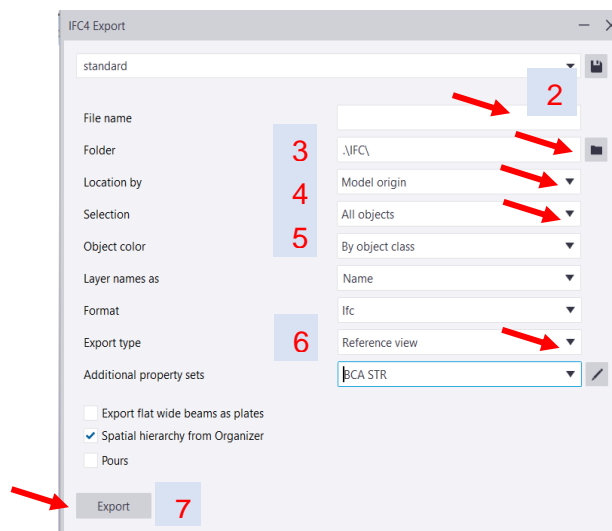 IFC4 Export
standard
2
File name
Folder 3 .\IFC\
Location by 4 Model origin
Selection All objects
Object color 5 By object class
Layer names as Name
Format Ifc
Export type 6 Reference view
Additional property sets BCA STR
Export flat wide beams as plates
Spatial hierarchy from Organizer
Pours
Export 7